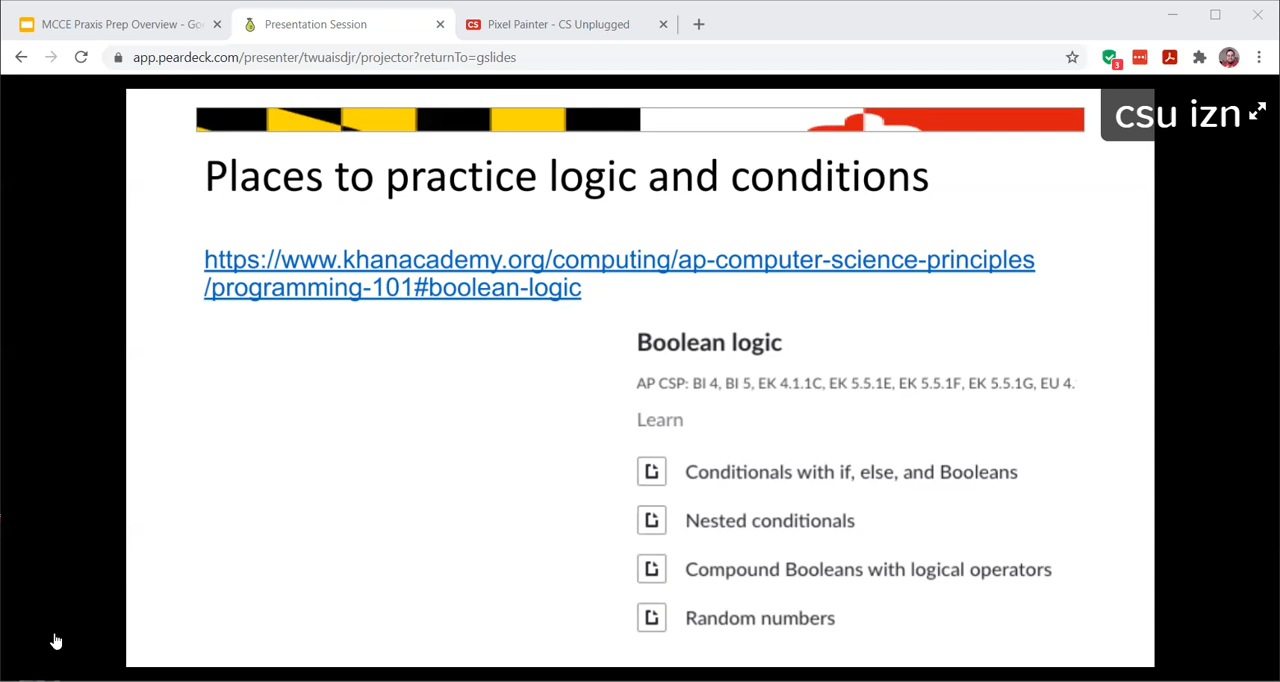 MCCE Praxis Prep Overview - Goo
Presentation Session
CS Pixel Painter - CS Unplugged
app.peardeck.com/presenter/twuaisdjr/projector?returnTo=gslides
3
csu izn
Places to practice logic and conditions
https://www.khanacademy.org/computing/ap-computer-science-principles
/programming-101#boolean-logic
Boolean logic
AP CSP: BI 4, BI 5, EK 4.1.1C, EK 5.5.1E, EK 5.5.1F, EK 5.5.1G, EU 4.
Learn
Conditionals with if, else, and Booleans
Nested conditionals
Compound Booleans with logical operators
Random numbers